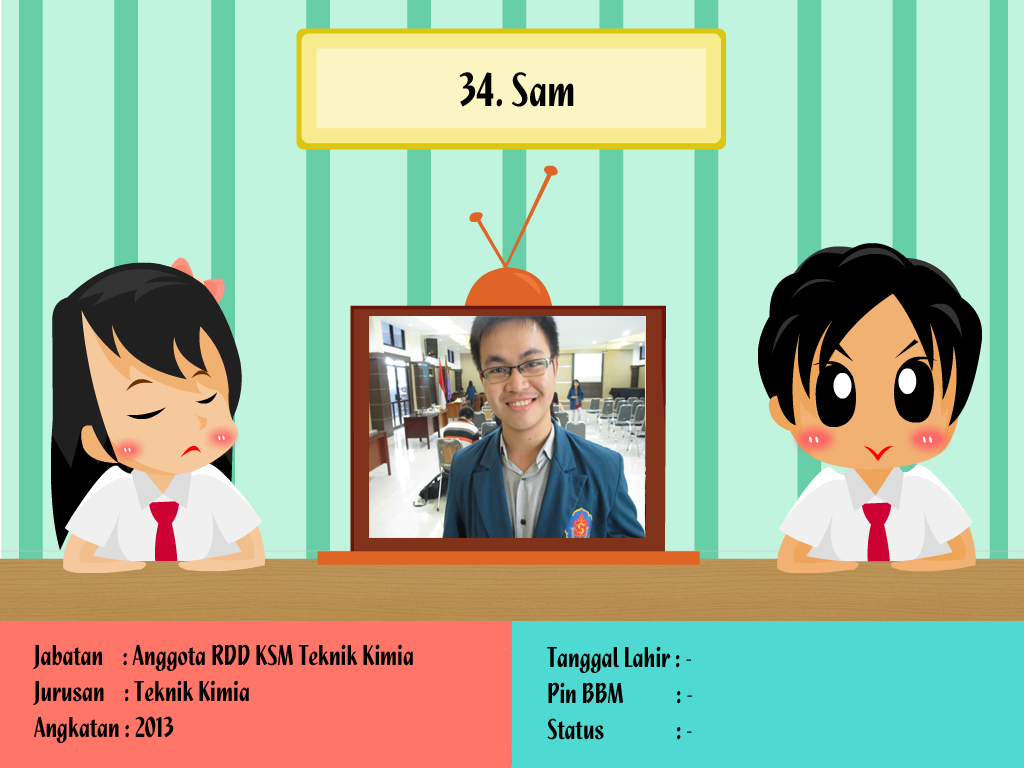 34. Sam
Jabatan : Anggota RDD KSM Teknik Kimia
Jurusan : Teknik Kimia
Angkatan : 2013
Tanggal Lahir : -
Pin BBM : -
Status : -